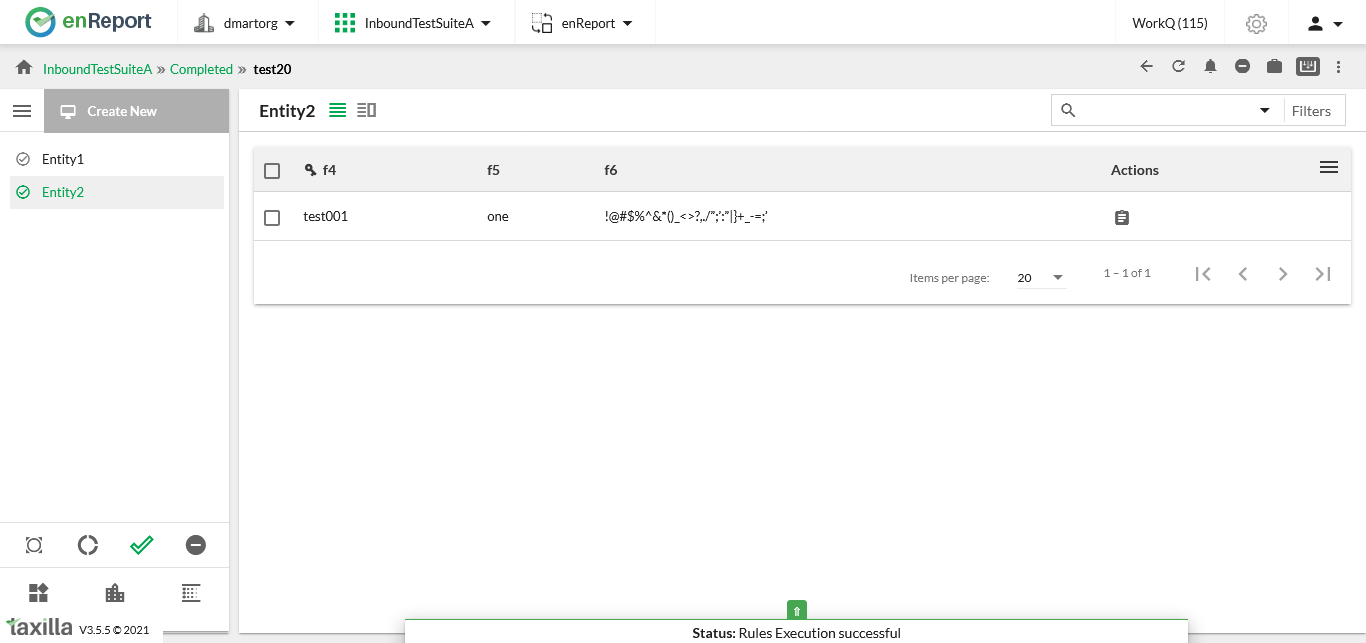 enReport
dmartorg
InboundTestSuiteA
enReport
WorkQ (115)
InboundTestSuiteA » Completed » test20
Create New
Entity2
Filters
Entity1
Entity2
f4 f5 f6 Actions
test001 one !@#$%^&*()_<>?,./";':"|}+_-=;'
Items per page: 20 1 – 1 of 1
taxilla V3.5.5 © 2021
Status: Rules Execution successful